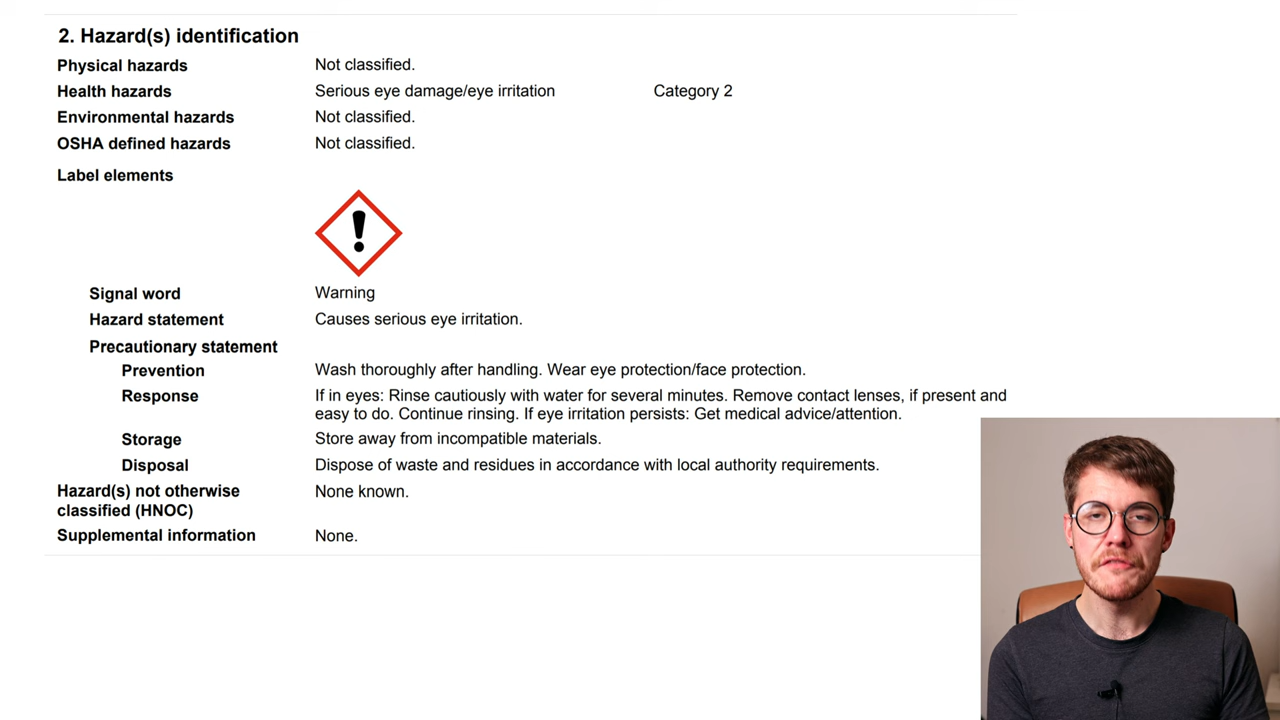 2. Hazard(s) identification
Physical hazards Not classified.
Health hazards Serious eye damage/eye irritation Category 2
Environmental hazards Not classified.
OSHA defined hazards Not classified.
Label elements
Signal word Warning
Hazard statement Causes serious eye irritation.
Precautionary statement
Prevention Wash thoroughly after handling. Wear eye protection/face protection.
Response If in eyes: Rinse cautiously with water for several minutes. Remove contact lenses, if present and
easy to do. Continue rinsing. If eye irritation persists: Get medical advice/attention.
Storage Store away from incompatible materials.
Disposal Dispose of waste and residues in accordance with local authority requirements.
Hazard(s) not otherwise None known.
classified (HNOC)
Supplemental information None.